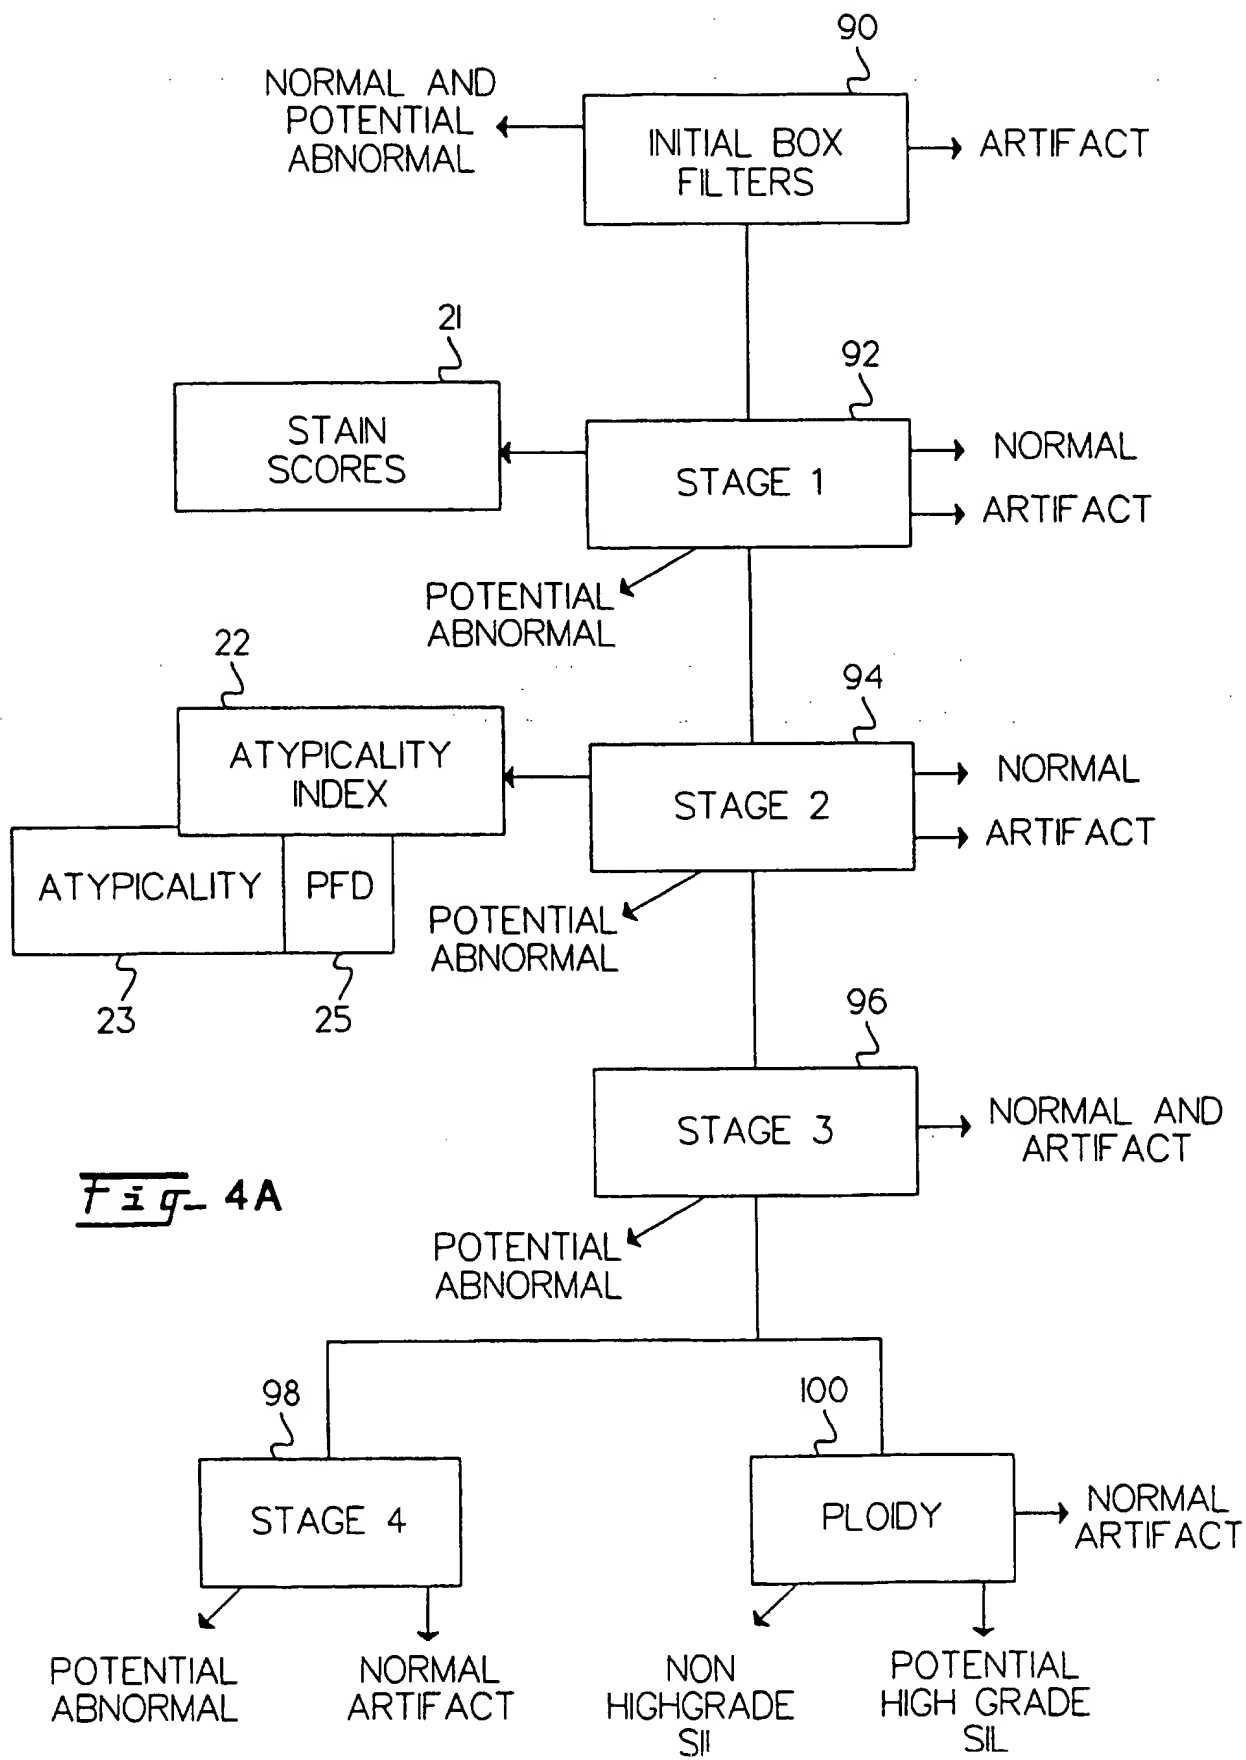 90
NORMAL AND
POTENTIAL
ABNORMAL
INITIAL BOX
FILTERS
ARTIFACT
21
STAIN
SCORES
92
STAGE 1
NORMAL
ARTIFACT
POTENTIAL
ABNORMAL
22
ATYPICALITY
INDEX
ATYPICALITY
PFD
23
25
94
STAGE 2
NORMAL
ARTIFACT
POTENTIAL
ABNORMAL
96
STAGE 3
NORMAL AND
ARTIFACT
POTENTIAL
ABNORMAL
Fig- 4A
98
STAGE 4
POTENTIAL
ABNORMAL
NORMAL
ARTIFACT
100
PLOIDY
NORMAL
ARTIFACT
NON
HIGHGRADE
SII
POTENTIAL
HIGH GRADE
SIL